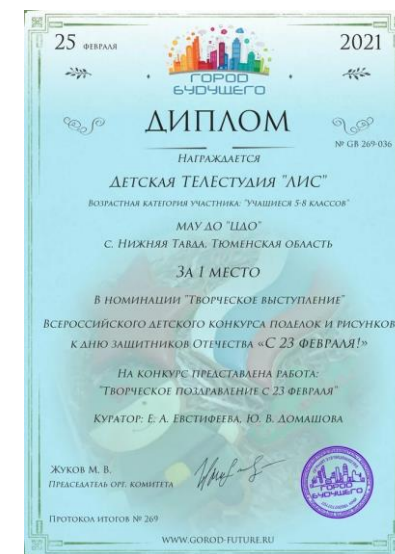 25 ФЕВРАЛЯ 2021
ГОРОД
БУДУЩЕГО
ДИПЛОМ
№ GB 269-036
НАГРАЖДАЕТСЯ
ДЕТСКАЯ ТЕЛЕСТУДИЯ "ЛИС"
ВОЗРАСТНАЯ КАТЕГОРИЯ УЧАСТНИКА: "УЧАЩИЕСЯ 5-8 КЛАССОВ"
МАУ ДО "ЦДО"
С. НИЖНЯЯ ТАВДА, ТЮМЕНСКАЯ ОБЛАСТЬ
ЗА 1 МЕСТО
В НОМИНАЦИИ "ТВОРЧЕСКОЕ ВЫСТУПЛЕНИЕ"
ВСЕРОССИЙСКОГО ДЕТСКОГО КОНКУРСА ПОДЕЛОК И РИСУНКОВ
К ДНЮ ЗАЩИТНИКОВ ОТЕЧЕСТВА «С 23 ФЕВРАЛЯ!»
НА КОНКУРС ПРЕДСТАВЛЕНА РАБОТА:
"ТВОРЧЕСКОЕ ПОЗДРАВЛЕНИЕ С 23 ФЕВРАЛЯ"
КУРАТОР: Е. А. ЕВСТИФЕЕВА, Ю. В. ДОМАШОВА
ЖУКОВ М. В.
ПРЕДСЕДАТЕЛЬ ОРГ. КОМИТЕТА
ГОРОД
БУДУЩЕГО
ПРОТОКОЛ ИТОГОВ № 269
WWW.GOROD-FUTURE.RU